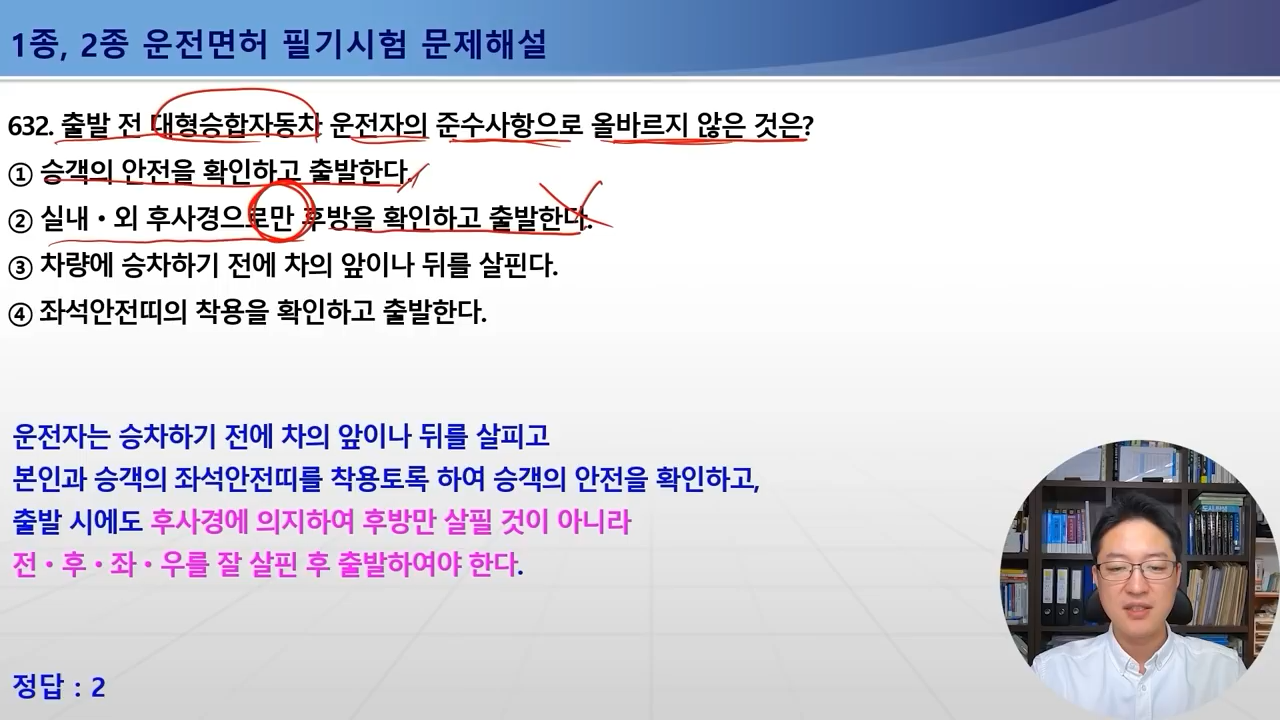 1종, 2종 운전면허 필기시험 문제해설
632. 출발 전 대형승합자동차 운전자의 준수사항으로 올바르지 않은 것은?
① 승객의 안전을 확인하고 출발한다.
② 실내・외 후사경으로만 후방을 확인하고 출발한다.
③ 차량에 승차하기 전에 차의 앞이나 뒤를 살핀다.
④ 좌석안전띠의 착용을 확인하고 출발한다.
운전자는 승차하기 전에 차의 앞이나 뒤를 살피고
본인과 승객의 좌석안전띠를 착용토록 하여 승객의 안전을 확인하고,
출발 시에도 후사경에 의지하여 후방만 살필 것이 아니라
전・후・좌・우를 잘 살핀 후 출발하여야 한다.
정답 : 2